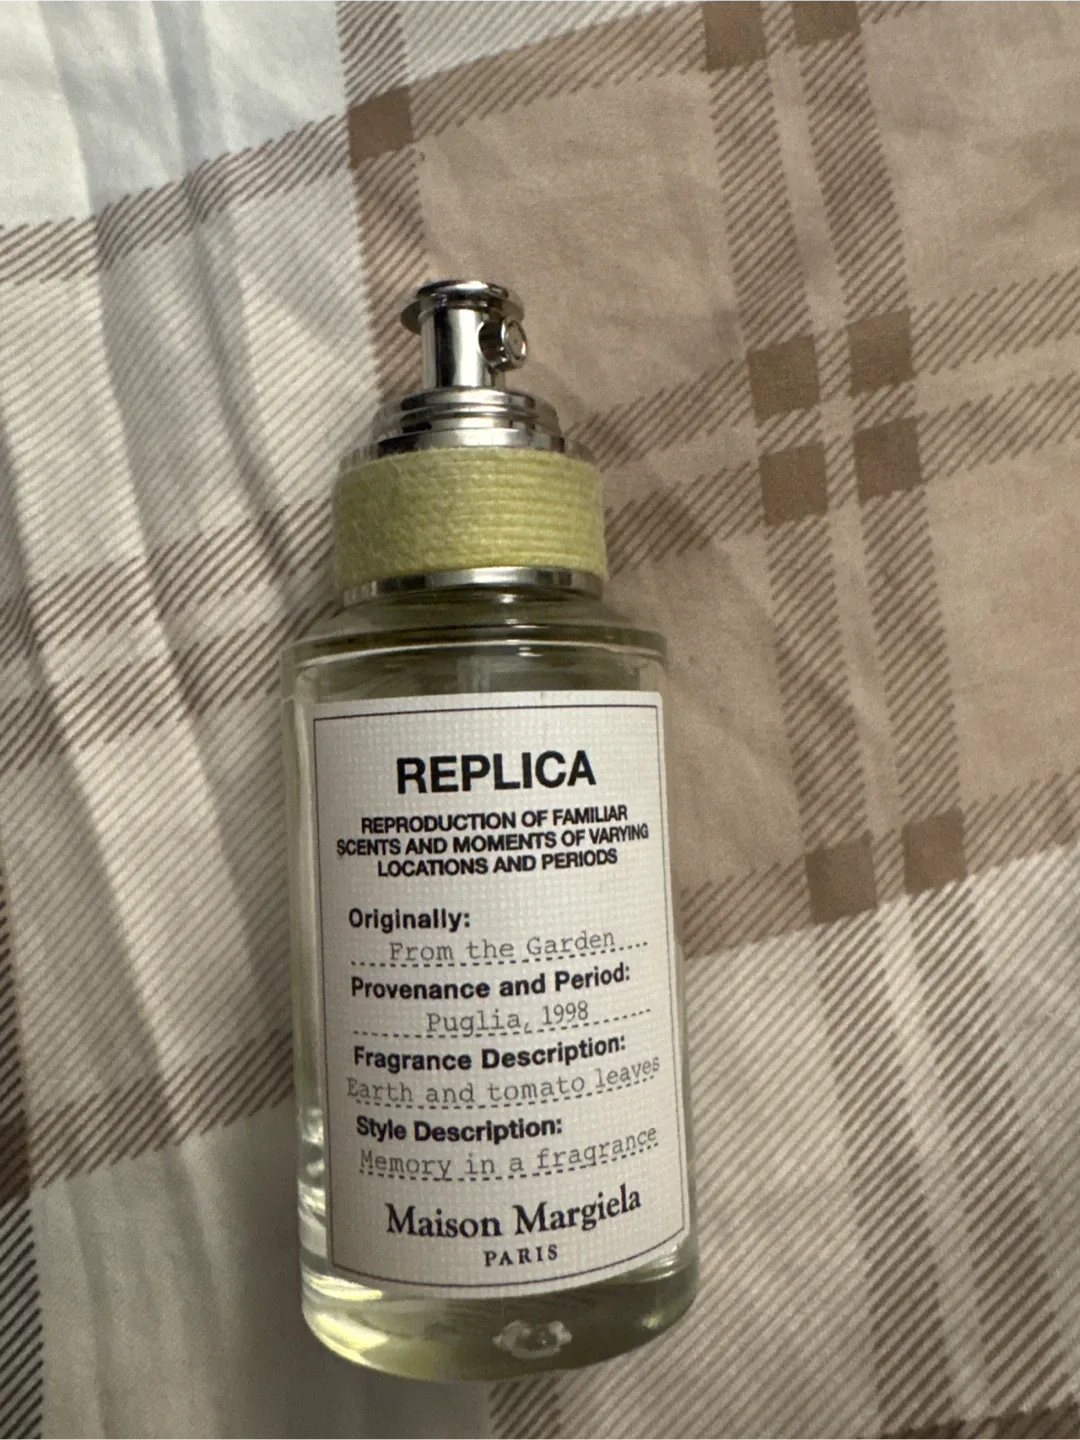 REPLICA
REPRODUCTION OF FAMILIAR
SCENTS AND MOMENTS OF VARYING
LOCATIONS AND PERIODS
Originally:
From the Garden
Provenance and Period:
Puglia, 1998
Fragrance Description:
Earth and tomato leaves
Style Description:
Memory in a fragrance
Maison Margiela
PARIS